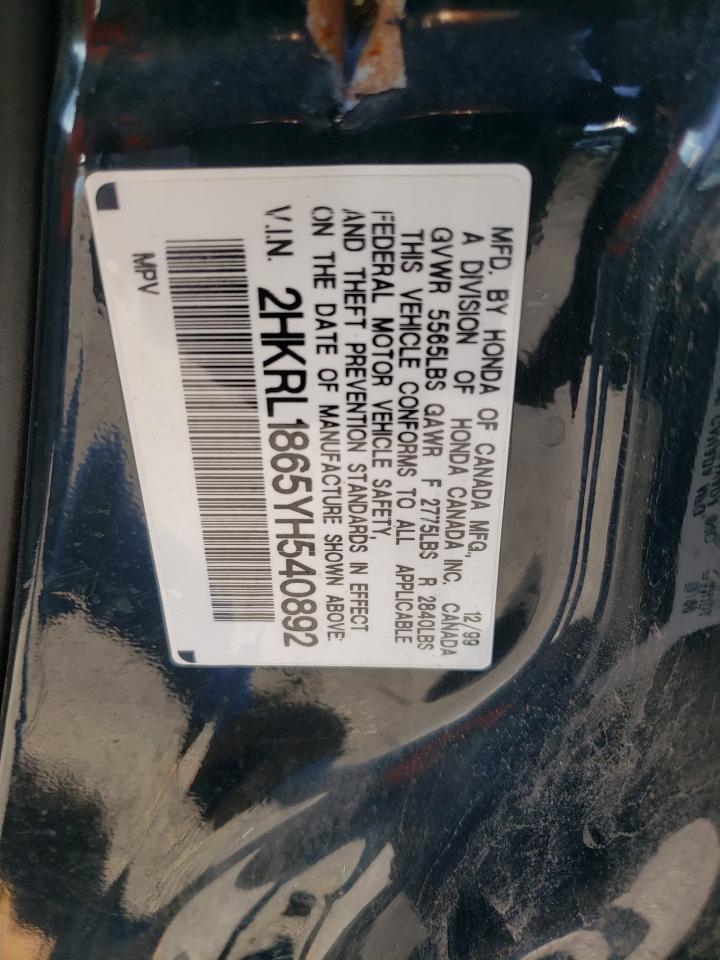 MFD. BY HONDA OF CANADA MFG., 12/99
A DIVISION OF HONDA CANADA INC. CANADA
GVWR 5565LBS GAWR F 2775LBS R 2840LBS
THIS VEHICLE CONFORMS TO ALL APPLICABLE
FEDERAL MOTOR VEHICLE SAFETY,
AND THEFT PREVENTION STANDARDS IN EFFECT
ON THE DATE OF MANUFACTURE SHOWN ABOVE.
V.I.N. 2HKRL1865YH540892
MPV